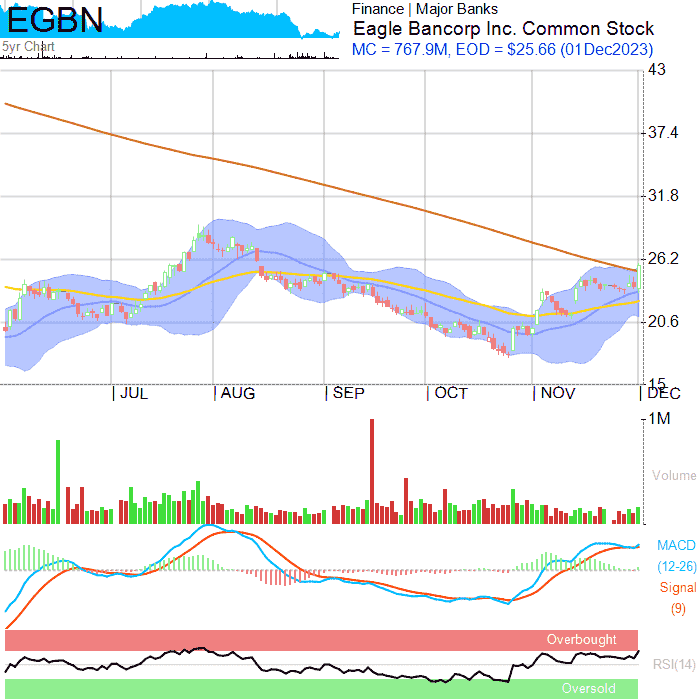 EGBN
5yr Chart
Finance | Major Banks
Eagle Bancorp Inc. Common Stock
MC = 767.9M, EOD = $25.66 (01Dec2023)
43
37.4
31.8
26.2
20.6
15
| JUL | AUG | SEP | OCT | NOV | DEC
1M
Volume
MACD
(12-26)
Signal
(9)
Overbought
RSI(14)
Oversold